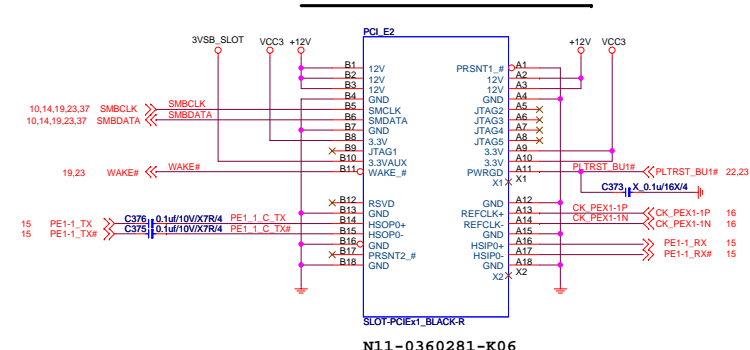 PCI_E2
3VSB_SLOT VCC3 +12V +12V VCC3
B1 12V PRSNT1_# A1
B2 12V 12V A2
B3 12V 12V A3
B4 GND GND A4
10,14,19,23,37 SMBCLK SMBCLK B5 SMCLK JTAG2 A5
10,14,19,23,37 SMBDATA SMBDATA B6 SMDATA JTAG3 A6
B7 GND JTAG4 A7
B8 3.3V JTAG5 A8
B9 JTAG1 3.3V A9
B10 3.3VAUX 3.3V A10
19,23 WAKE# WAKE# B11 WAKE_# PWRGD A11 PLTRST_BU1# PLTRST_BU1# 22,23
X1 X1
C373 X_0.1u/16X/4
B12 RSVD GND A12
B13 GND REFCLK+ A13 CK_PEX1-1P CK_PEX1-1P 16
15 PE1-1_TX C376 0.1uf/10V/X7R/4 PE1_1_C_TX B14 HSOP0+ REFCLK- A14 CK_PEX1-1N CK_PEX1-1N 16
15 PE1-1_TX# C375 0.1uf/10V/X7R/4 PE1_1_C_TX# B15 HSOP0- GND A15
B16 GND HSIP0+ A16 PE1-1_RX 15
B17 PRSNT2_# HSIP0- A17 PE1-1_RX# 15
B18 GND GND A18
X2 X2
SLOT-PCIEx1_BLACK-R
N11-0360281-K06